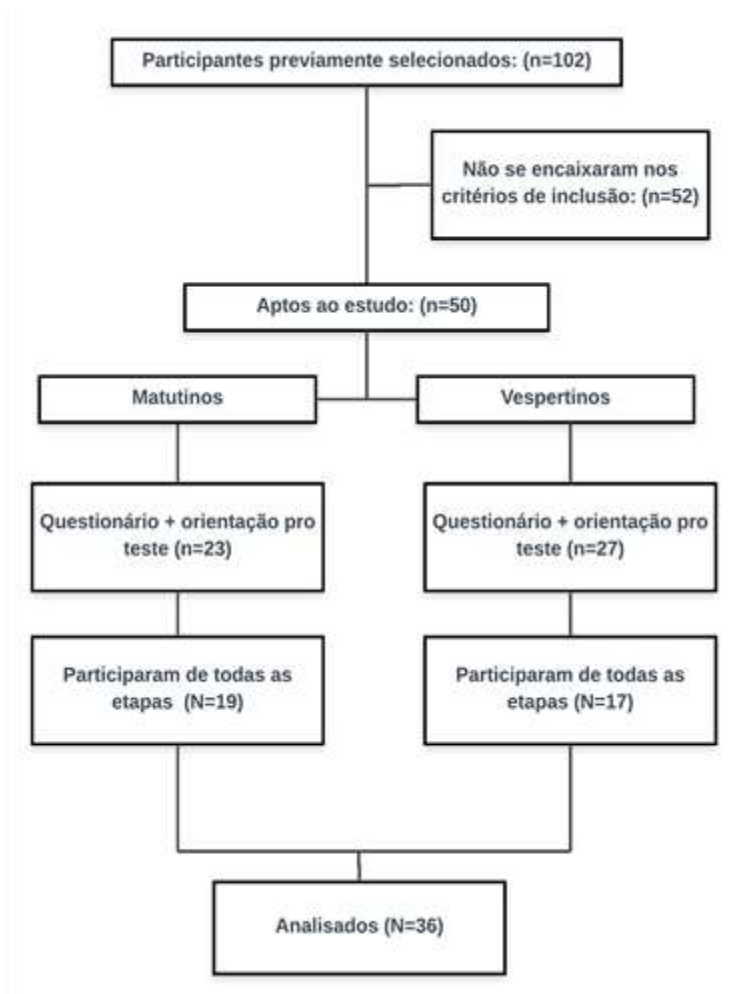 Participantes previamente selecionados: (n=102)
Não se encaixaram nos
critérios de inclusão: (n=52)
Aptos ao estudo: (n=50)
Matutinos
Vespertinos
Questionário + orientação pro
teste (n=23)
Questionário + orientação pro
teste (n=27)
Participaram de todas as
etapas (N=19)
Participaram de todas as
etapas (N=17)
Analisados (N=36)